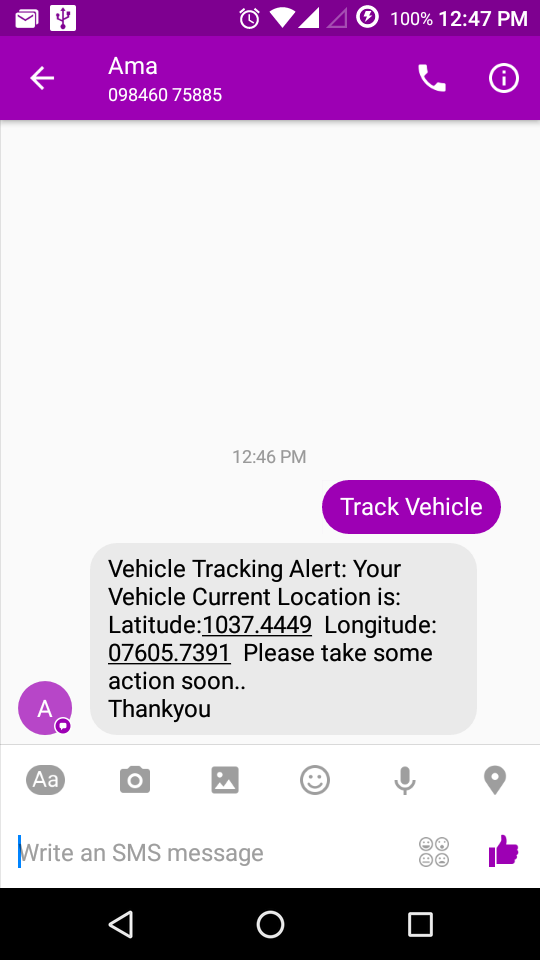 100% 12:47 PM
Ama
098460 75885
12:46 PM
Track Vehicle
Vehicle Tracking Alert: Your
Vehicle Current Location is:
Latitude:1037.4449  Longitude:
07605.7391  Please take some
action soon..
Thankyou
A
Aa
Write an SMS message